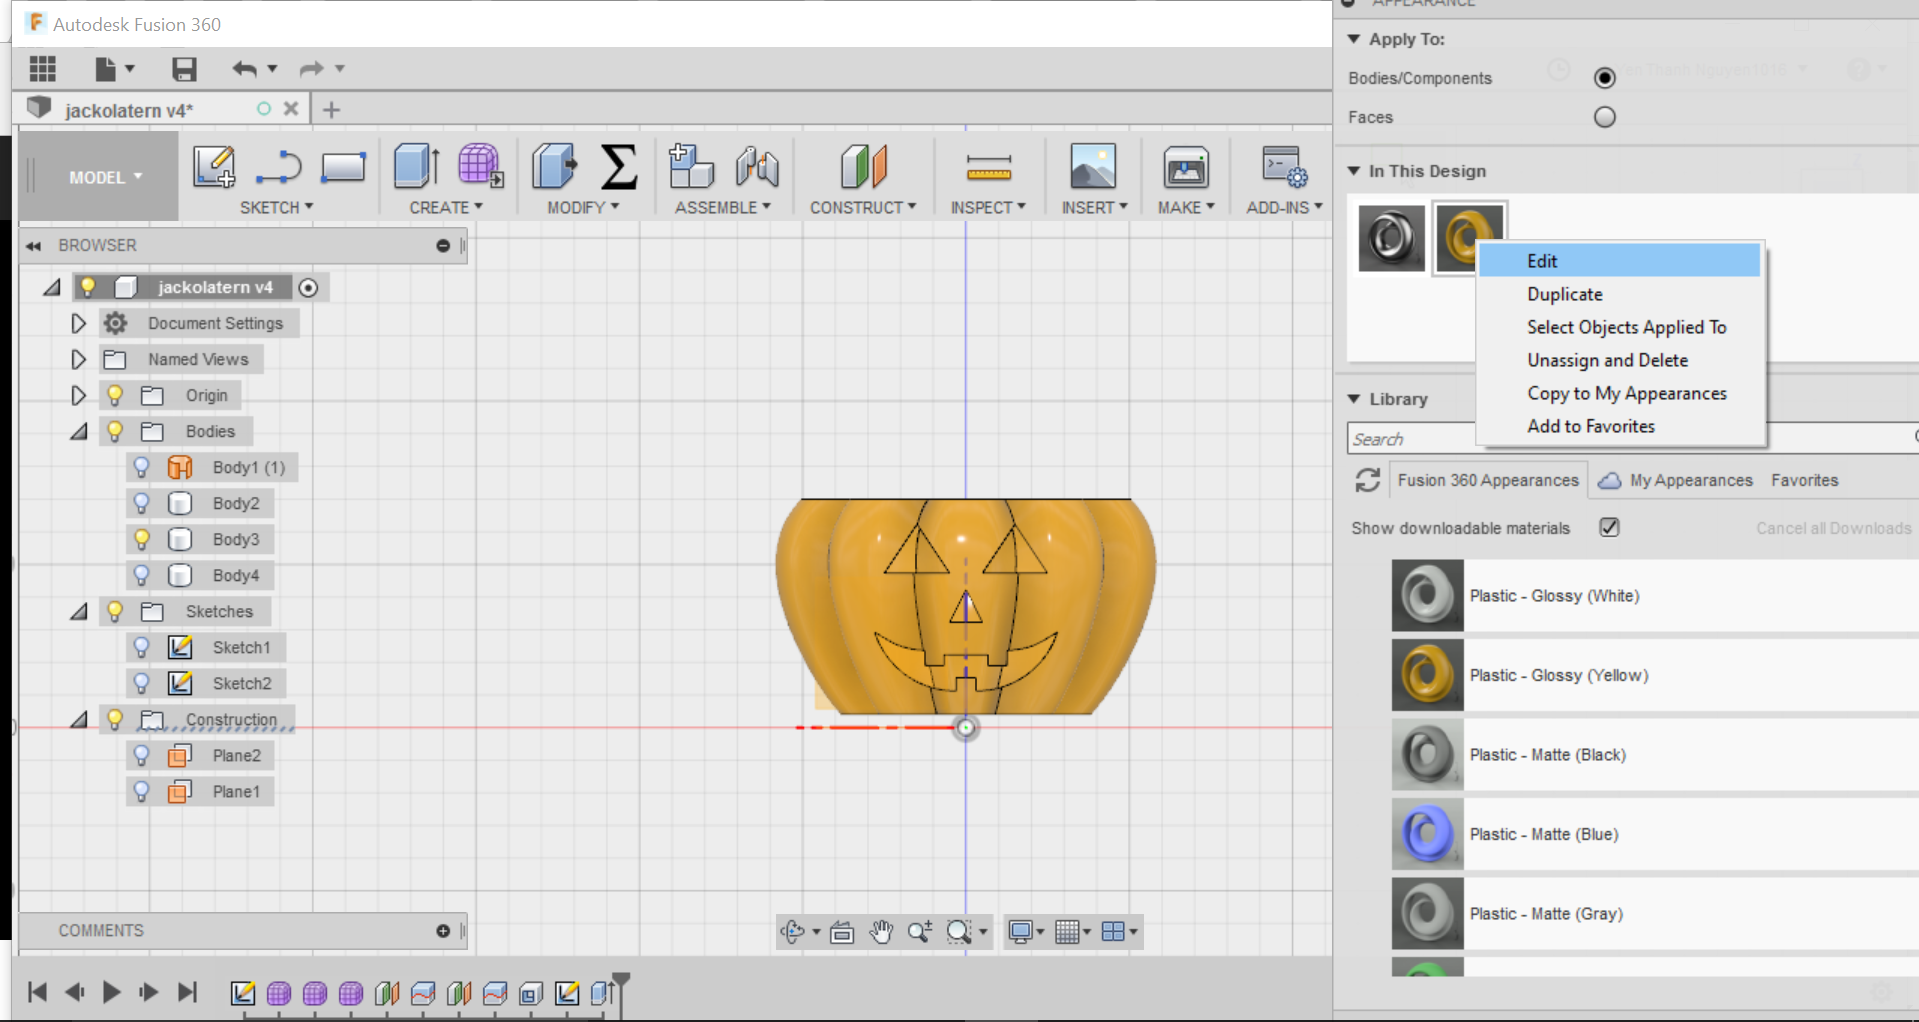 Autodesk Fusion 360
jackolatern v4*
MODEL
SKETCH
CREATE
MODIFY
ASSEMBLE
CONSTRUCT
INSPECT
INSERT
MAKE
ADD-INS
BROWSER
jackolatern v4
Document Settings
Named Views
Origin
Bodies
Body1 (1)
Body2
Body3
Body4
Sketches
Sketch1
Sketch2
Construction
Plane2
Plane1
COMMENTS
APPEARANCE
Apply To:
Bodies/Components
Faces
In This Design
Edit
Duplicate
Select Objects Applied To
Unassign and Delete
Copy to My Appearances
Add to Favorites
Library
Search
Fusion 360 Appearances
My Appearances
Favorites
Show downloadable materials
Cancel all Downloads
Plastic - Glossy (White)
Plastic - Glossy (Yellow)
Plastic - Matte (Black)
Plastic - Matte (Blue)
Plastic - Matte (Gray)